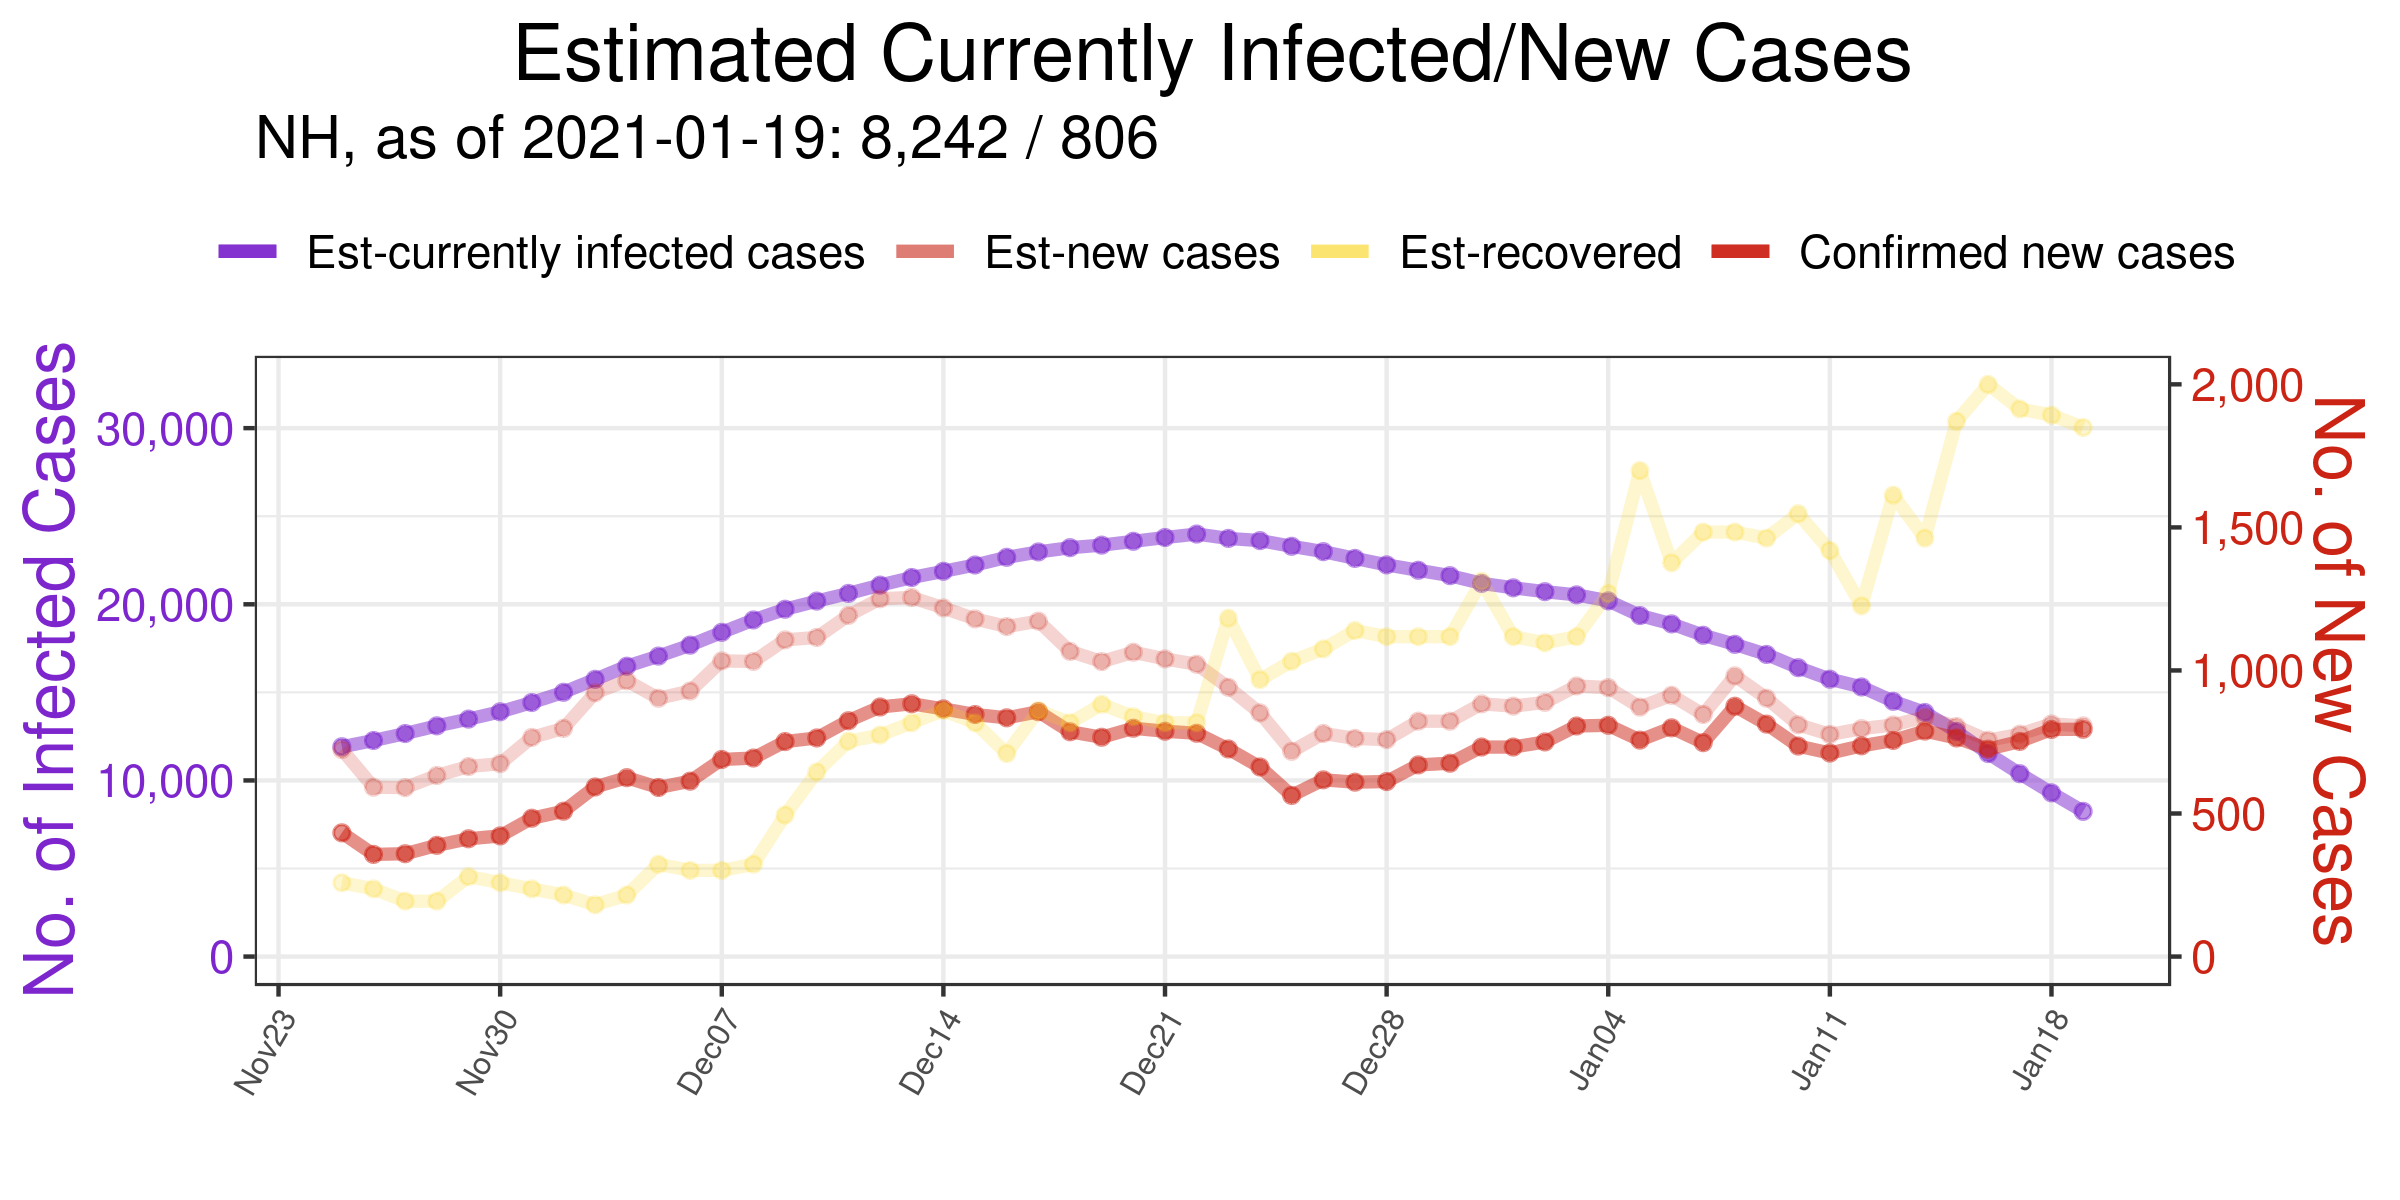 Estimated Currently Infected/New Cases
NH, as of 2021-01-19: 8,242 / 806
Est-currently infected cases Est-new cases Est-recovered Confirmed new cases
No. of Infected Cases
30,000
20,000
10,000
0
2,000
1,500
1,000
500
0
No. of New Cases
Nov23 Nov30 Dec07 Dec14 Dec21 Dec28 Jan04 Jan11 Jan18